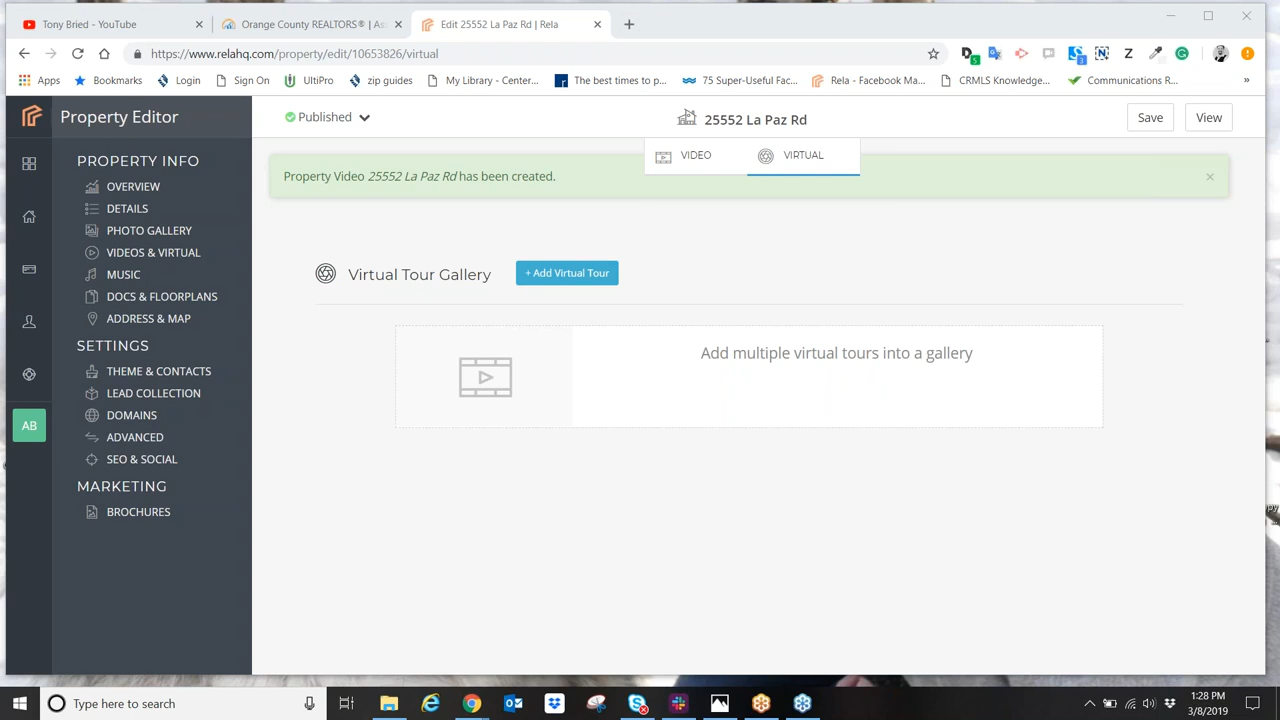 Tony Bried - YouTube
Orange County REALTORS® | As
Edit 25552 La Paz Rd | Rela
https://www.relahq.com/property/edit/10653826/virtual
Apps
Bookmarks
Login
Sign On
UltiPro
zip guides
My Library - Center...
The best times to p...
75 Super-Useful Fac...
Rela - Facebook Ma...
CRMLS Knowledge...
Communications R...
Property Editor
Published
25552 La Paz Rd
Save
View
VIDEO
VIRTUAL
Property Video 25552 La Paz Rd has been created.
PROPERTY INFO
OVERVIEW
DETAILS
PHOTO GALLERY
VIDEOS & VIRTUAL
MUSIC
DOCS & FLOORPLANS
ADDRESS & MAP
SETTINGS
THEME & CONTACTS
LEAD COLLECTION
DOMAINS
ADVANCED
SEO & SOCIAL
MARKETING
BROCHURES
AB
Virtual Tour Gallery
+ Add Virtual Tour
Add multiple virtual tours into a gallery
Type here to search
1:28 PM
3/8/2019